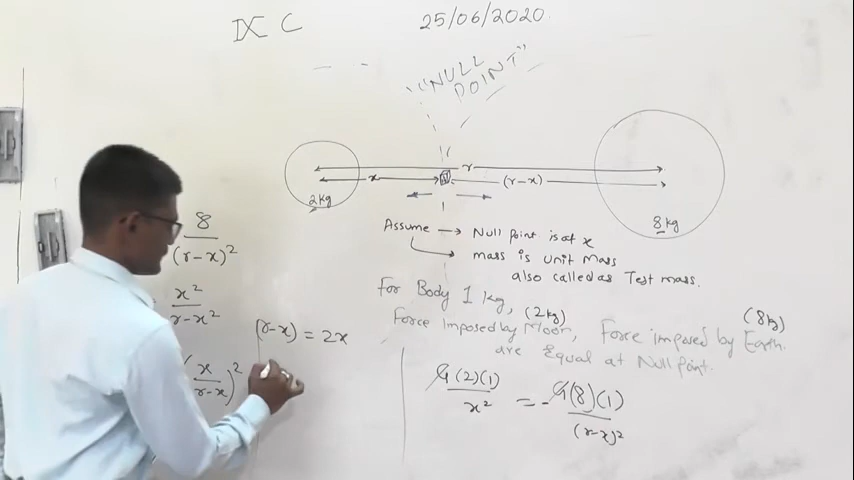 IX C
25/06/2020
"NULL
POINT"
r
x
(r-x)
2kg
8kg
Assume → Null point is at x
→ mass is unit mass
also called as Test mass.
For Body 1 kg, (2kg) (8kg)
Force Imposed by Moon, Force imposed by Earth.
are Equal at Null point.
G(2)(1)/x² = G(8)(1)/(r-x)²
8/(r-x)²
x²/r-x²
(x/r-x)²
(r-x) = 2x